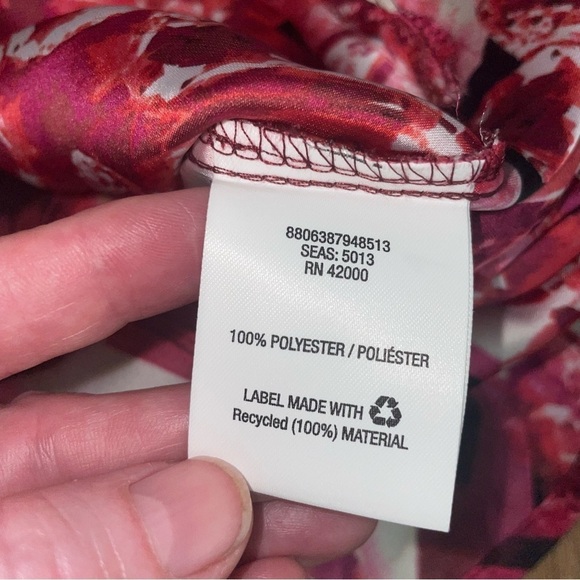 8806387948513
SEAS: 5013
RN 42000
100% POLYESTER / POLIÉSTER
LABEL MADE WITH
Recycled (100%) MATERIAL